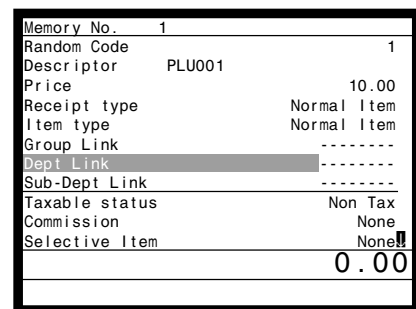 Memory No. 1
Random Code 1
Descriptor PLU001
Price 10.00
Receipt type Normal Item
Item type Normal Item
Group Link --------
Dept Link --------
Sub-Dept Link --------
Taxable status Non Tax
Commission None
Selective Item None↓
0.00